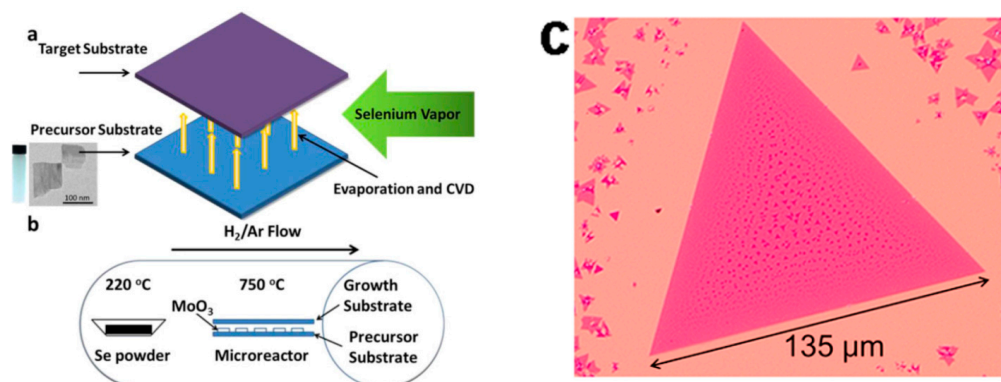 a
Target Substrate
Selenium Vapor
Precursor Substrate
100 nm
Evaporation and CVD
b
H₂/Ar Flow
220 °C
750 °C
Growth
Substrate
MoO₃
Precursor
Substrate
Se powder
Microreactor
C
135 μm